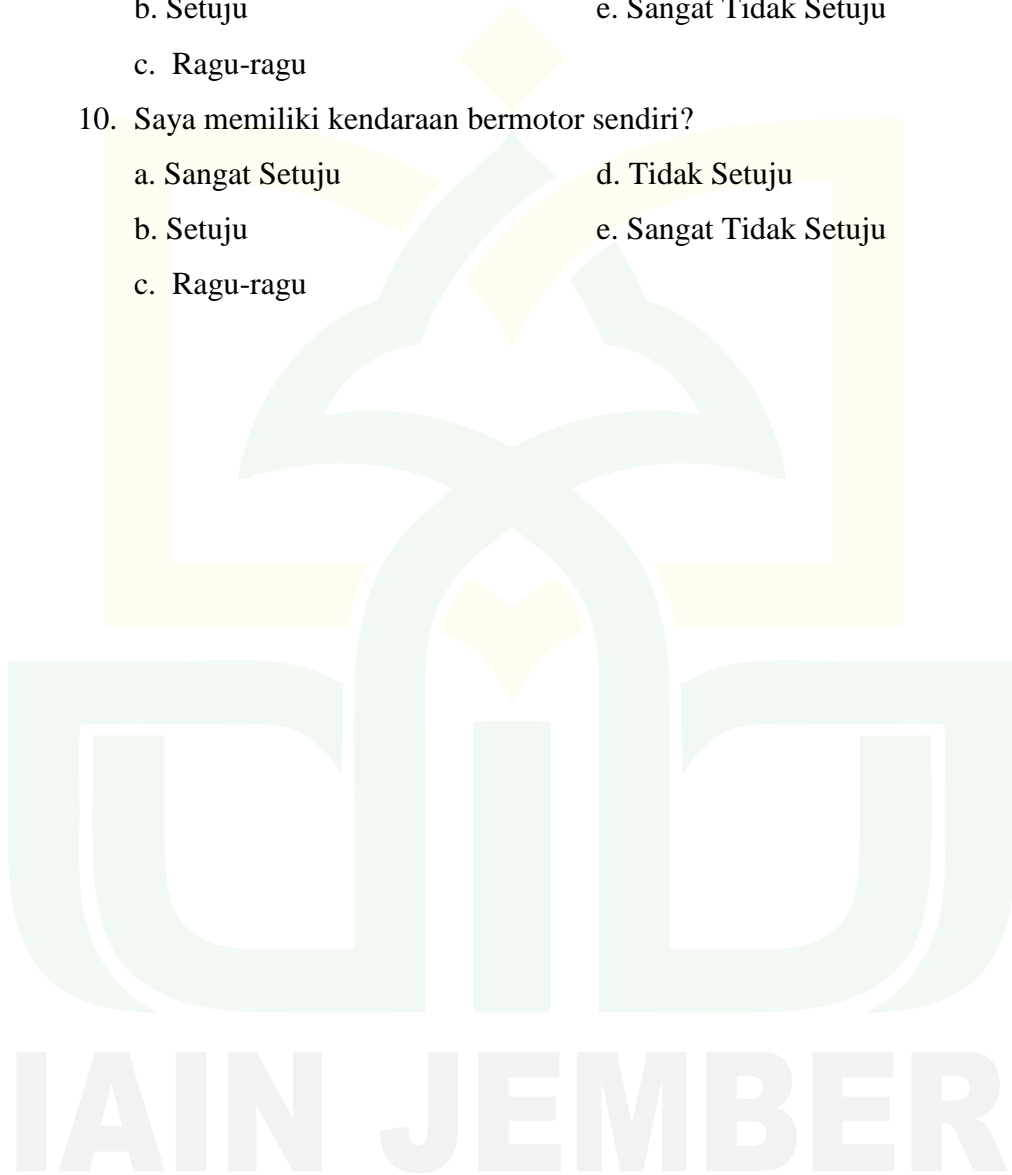 b. Setuju e. Sangat Tidak Setuju
c. Ragu-ragu
10. Saya memiliki kendaraan bermotor sendiri?
a. Sangat Setuju d. Tidak Setuju
b. Setuju e. Sangat Tidak Setuju
c. Ragu-ragu
IAIN JEMBER